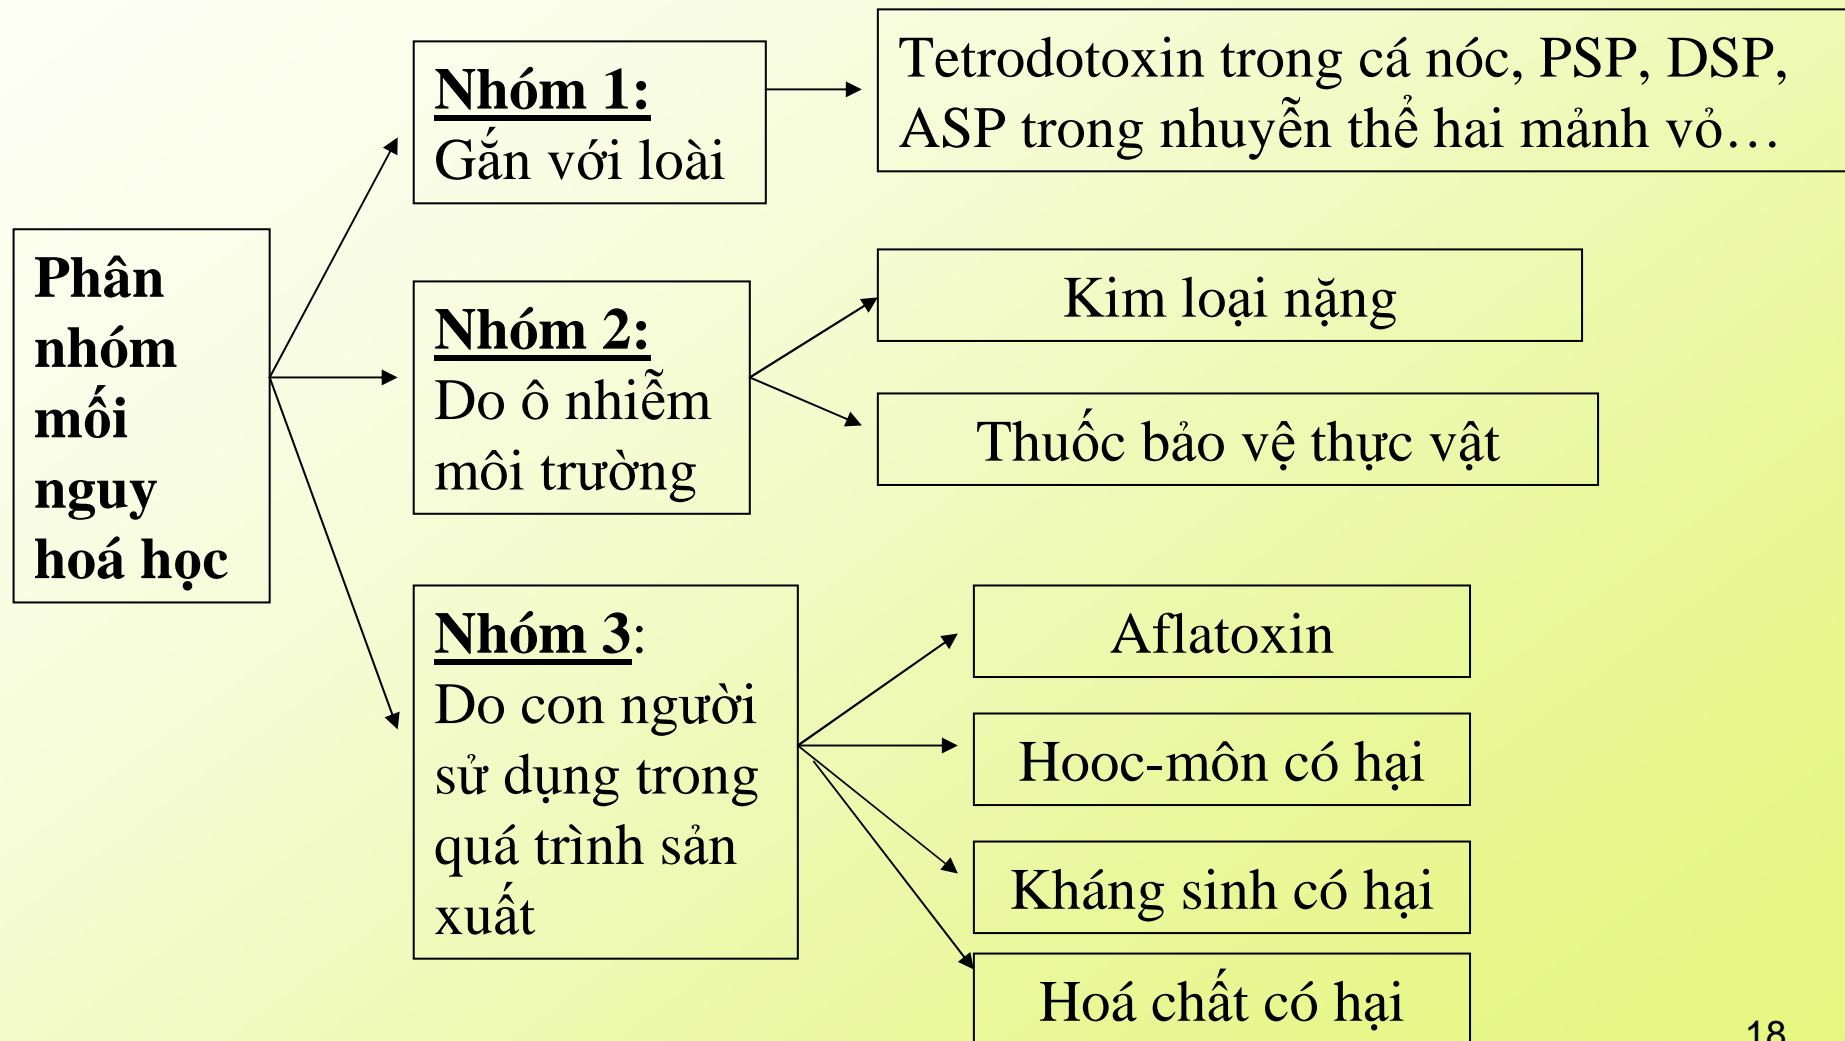 Phân
nhóm
mối
nguy
hoá học
Nhóm 1:
Gắn với loài
Tetrodotoxin trong cá nóc, PSP, DSP,
ASP trong nhuyễn thể hai mảnh vỏ…
Nhóm 2:
Do ô nhiễm
môi trường
Kim loại nặng
Thuốc bảo vệ thực vật
Nhóm 3:
Do con người
sử dụng trong
quá trình sản
xuất
Aflatoxin
Hooc-môn có hại
Kháng sinh có hại
Hoá chất có hại
18